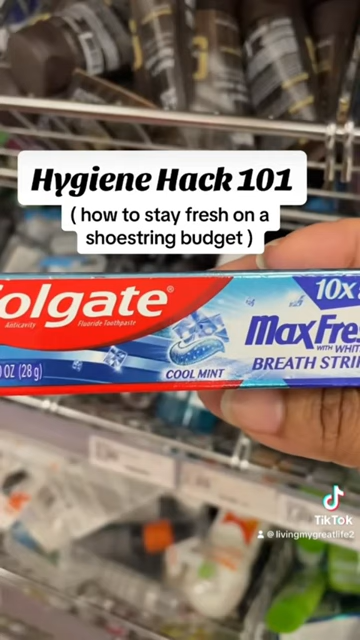 Hygiene Hack 101
( how to stay fresh on a
shoestring budget )
olgate®
Anticavity Fluoride Toothpaste
OZ (28 g)
COOL MINT
10x
MaxFre
WITH WHIT
BREATH STRI
TikTok
@livingmygreatlife2